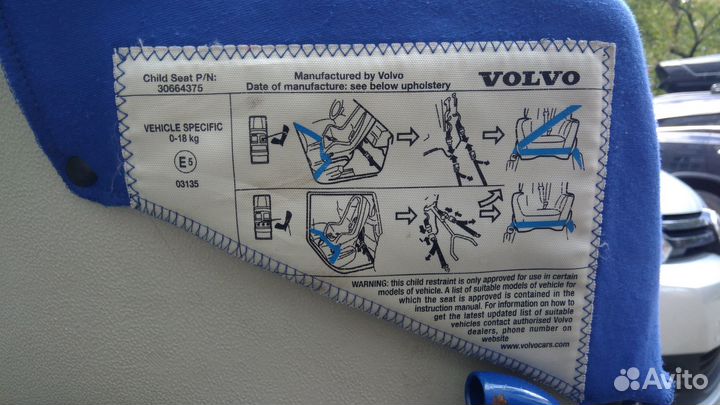 Child Seat P/N:
30664375
Manufactured by Volvo
Date of manufacture: see below upholstery
VOLVO
VEHICLE SPECIFIC
0-18 kg
E5
03135
WARNING: this child restraint is only approved for use in certain
models of vehicle. A list of suitable models of vehicle for
which the seat is approved is contained in the
instruction manual. For information on how to
get the latest updated list of suitable
vehicles contact authorised Volvo
dealers, phone number on
website
www.volvocars.com
Avito